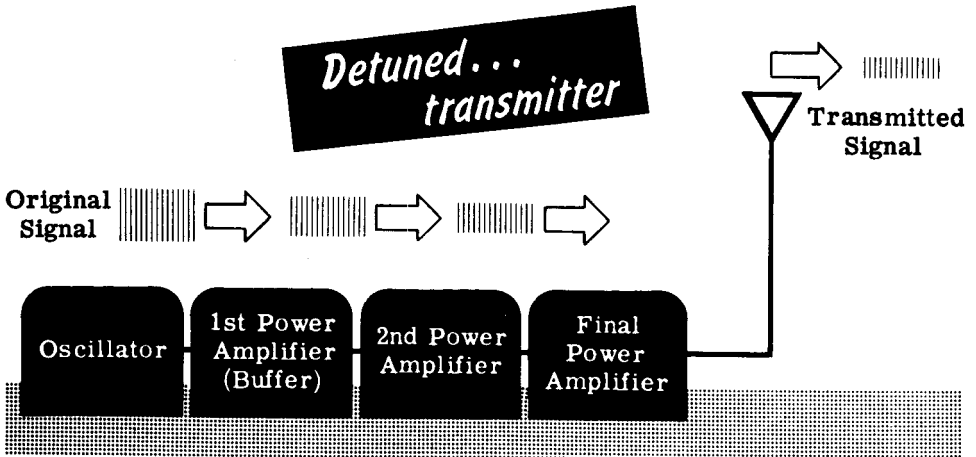 Detuned...
transmitter
Transmitted
Signal
Original
Signal
Oscillator
1st Power
Amplifier
(Buffer)
2nd Power
Amplifier
Final
Power
Amplifier